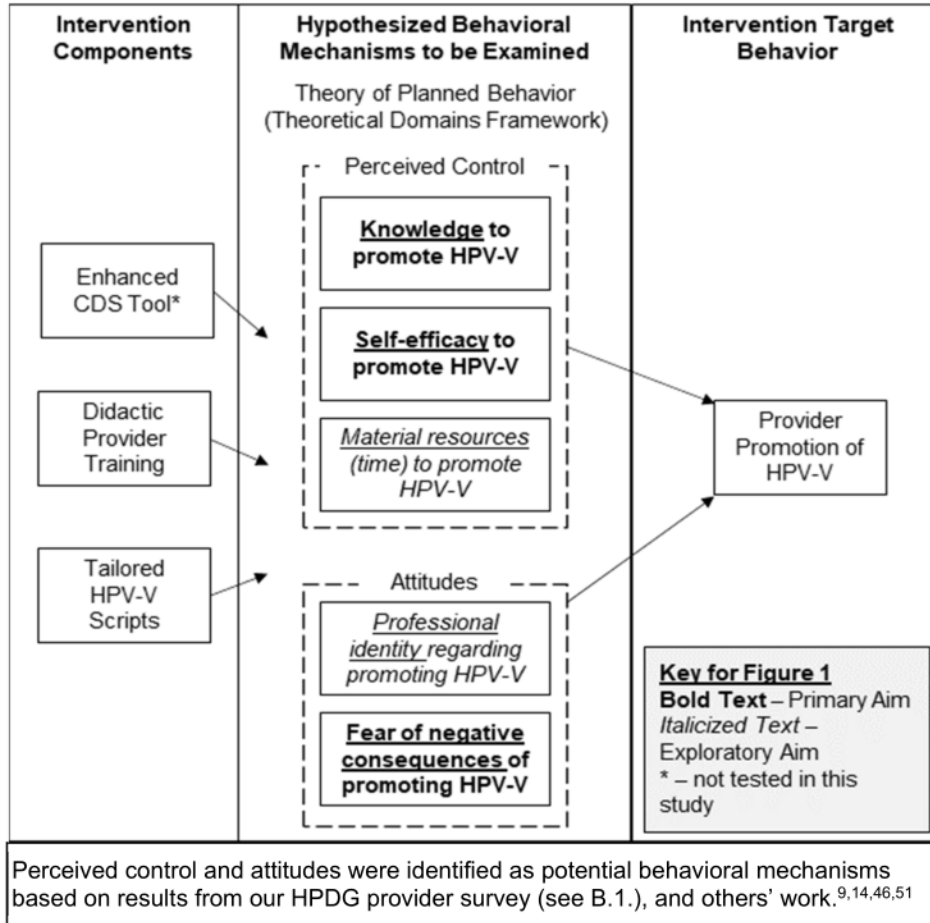 Intervention
Components
Hypothesized Behavioral
Mechanisms to be Examined
Intervention Target
Behavior
Theory of Planned Behavior
(Theoretical Domains Framework)
Enhanced
CDS Tool*
Didactic
Provider
Training
Tailored
HPV-V
Scripts
Perceived Control
Knowledge to
promote HPV-V
Self-efficacy to
promote HPV-V
Material resources
(time) to promote
HPV-V
Attitudes
Professional
identity regarding
promoting HPV-V
Fear of negative
consequences of
promoting HPV-V
Provider
Promotion of
HPV-V
Key for Figure 1
Bold Text – Primary Aim
Italicized Text –
Exploratory Aim
* – not tested in this
study
Perceived control and attitudes were identified as potential behavioral mechanisms
based on results from our HPDG provider survey (see B.1.), and others’ work.9,14,46,51